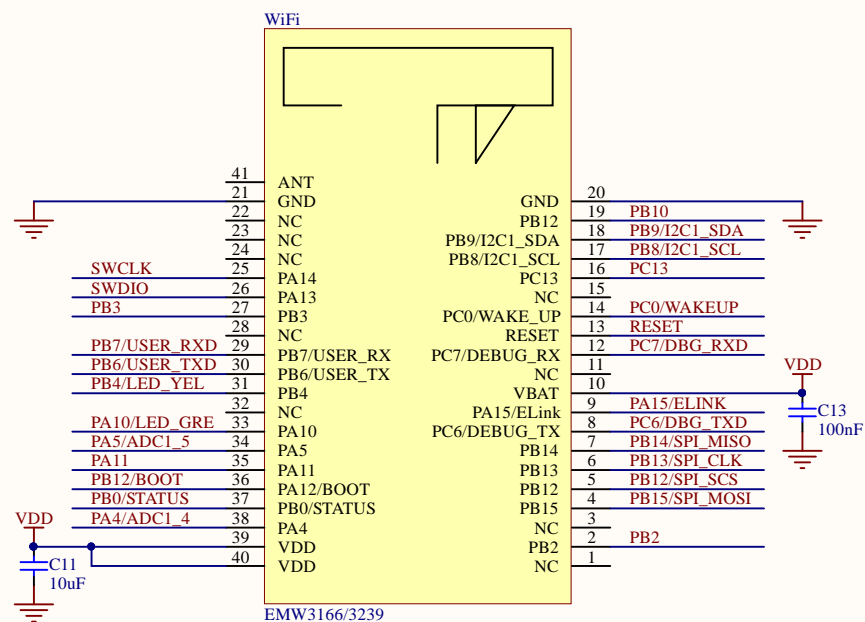 WiFi
41 ANT
21 GND GND 20
22 NC PB12 19 PB10
23 NC PB9/I2C1_SDA 18 PB9/I2C1_SDA
24 NC PB8/I2C1_SCL 17 PB8/I2C1_SCL
SWCLK 25 PA14 PC13 16 PC13
SWDIO 26 PA13 NC 15
PB3 27 PB3 PC0/WAKE_UP 14 PC0/WAKEUP
28 NC RESET 13 RESET
PB7/USER_RXD 29 PB7/USER_RX PC7/DEBUG_RX 12 PC7/DBG_RXD
PB6/USER_TXD 30 PB6/USER_TX NC 11
VDD
PB4/LED_YEL 31 PB4 VBAT 10
32 NC PA15/ELink 9 PA15/ELINK
C13
PA10/LED_GRE 33 PA10 PC6/DEBUG_TX 8 PC6/DBG_TXD
100nF
PA5/ADC1_5 34 PA5 PB14 7 PB14/SPI_MISO
PA11 35 PA11 PB13 6 PB13/SPI_CLK
PB12/BOOT 36 PA12/BOOT PB12 5 PB12/SPI_SCS
PB0/STATUS 37 PB0/STATUS PB15 4 PB15/SPI_MOSI
VDD
PA4/ADC1_4 38 PA4 NC 3
39 VDD PB2 2 PB2
C11
40 VDD NC 1
10uF
EMW3166/3239